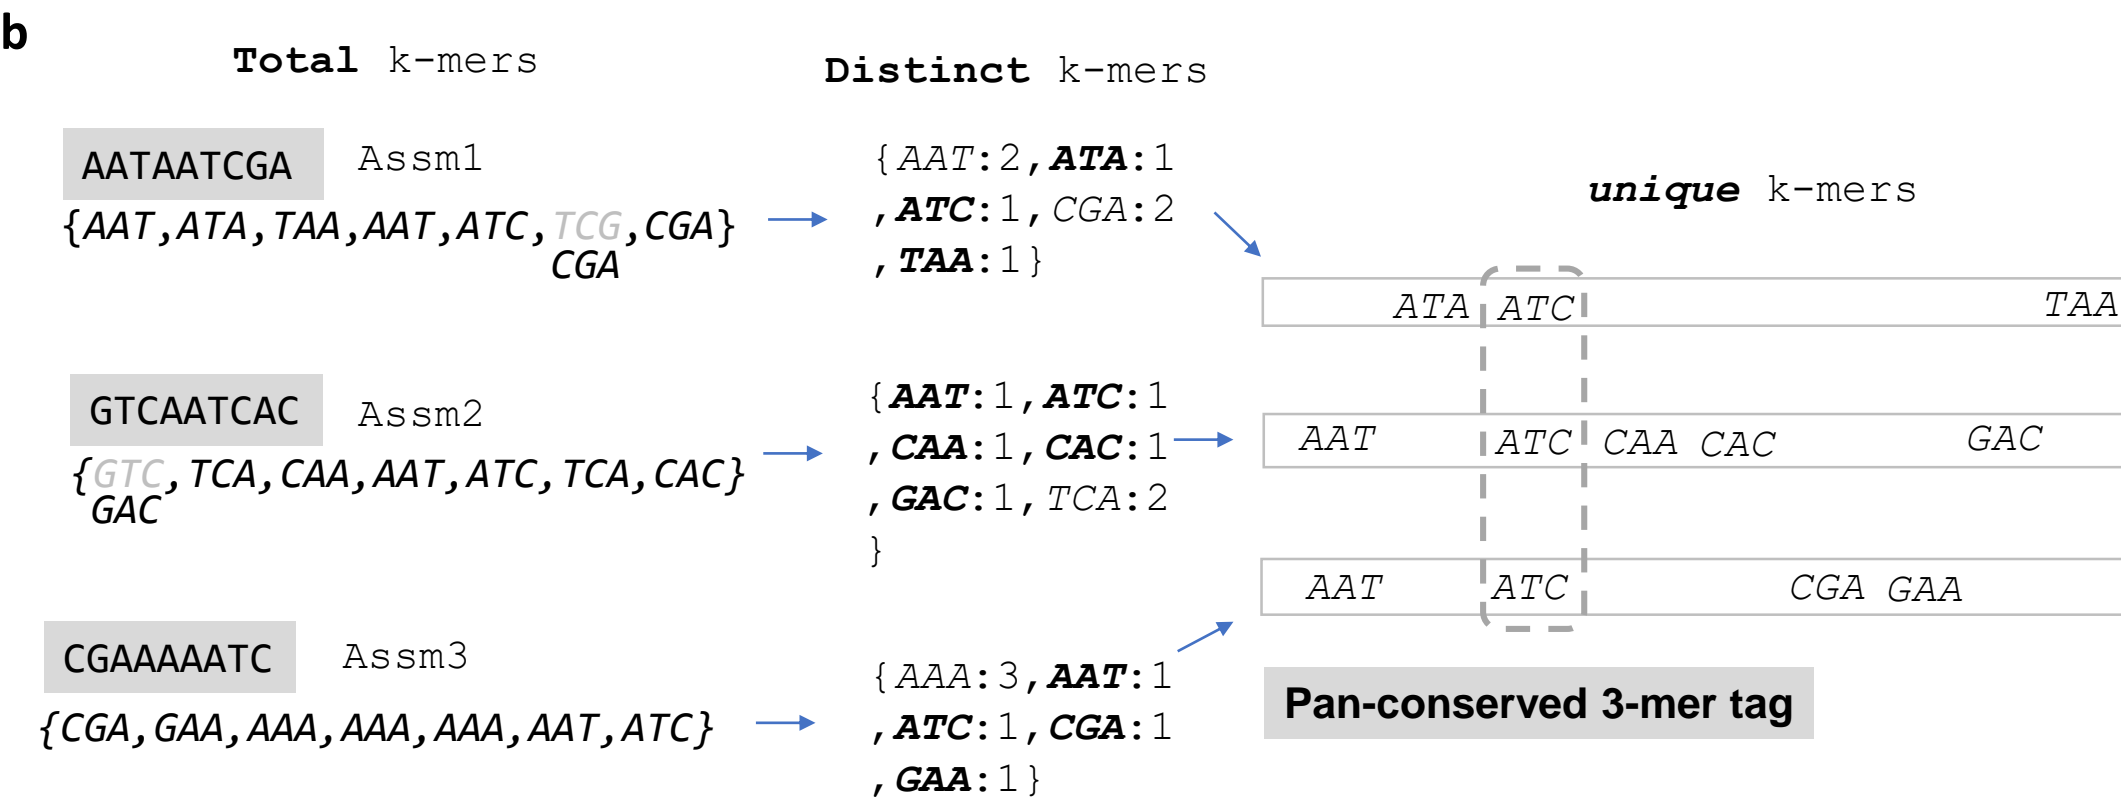 b
Total k-mers
AATAATCGA Assm1
{AAT,ATA,TAA,AAT,ATC,TCG,CGA}
CGA
GTCAATCAC Assm2
{GTC,TCA,CAA,AAT,ATC,TCA,CAC}
GAC
CGAAAAATC Assm3
{CGA,GAA,AAA,AAA,AAA,AAT,ATC}
Distinct k-mers
{AAT:2,ATA:1
,ATC:1,CGA:2
,TAA:1}
{AAT:1,ATC:1
,CAA:1,CAC:1
,GAC:1,TCA:2
}
{AAA:3,AAT:1
,ATC:1,CGA:1
,GAA:1}
unique k-mers
ATA ATC TAA
AAT ATC CAA CAC GAC
AAT ATC CGA GAA
Pan-conserved 3-mer tag